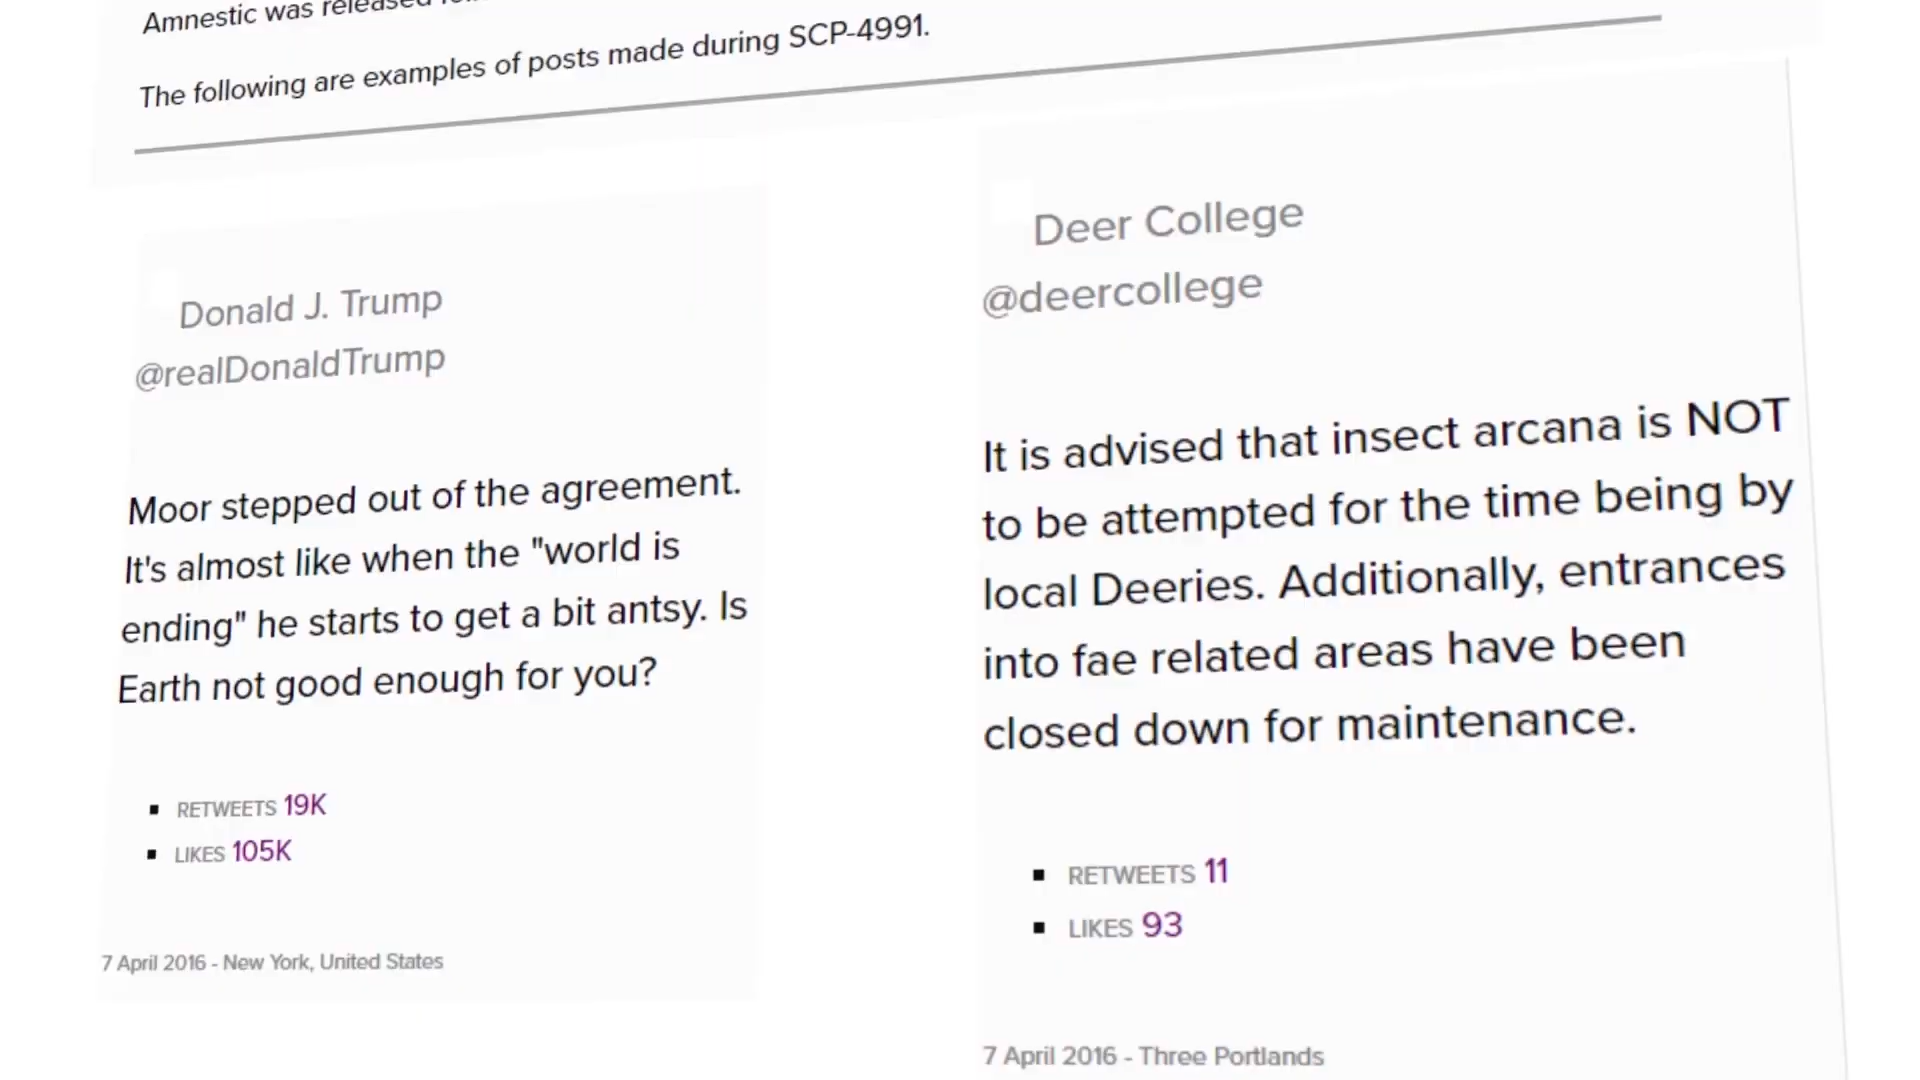 Amnestic was released
The following are examples of posts made during SCP-4991.
Donald J. Trump
@realDonaldTrump
Moor stepped out of the agreement.
It's almost like when the "world is
ending" he starts to get a bit antsy. Is
Earth not good enough for you?
▪ RETWEETS 19K
▪ LIKES 105K
7 April 2016 - New York, United States
Deer College
@deercollege
It is advised that insect arcana is NOT
to be attempted for the time being by
local Deeries. Additionally, entrances
into fae related areas have been
closed down for maintenance.
▪ RETWEETS 11
▪ LIKES 93
7 April 2016 - Three Portlands